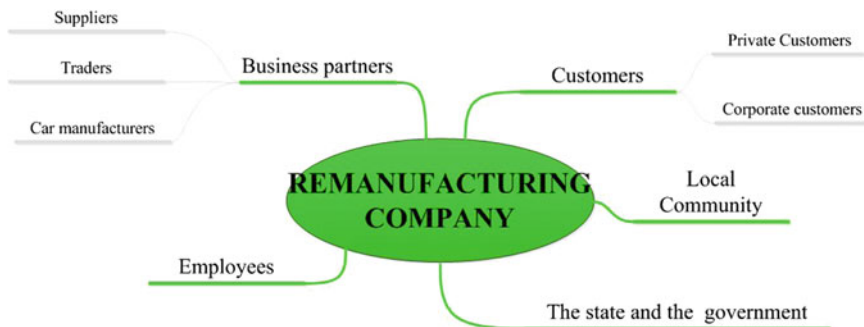 Suppliers
Traders
Car manufacturers
Business partners
Customers
Private Customers
Corporate customers
REMANUFACTURING
COMPANY
Local
Community
Employees
The state and the government